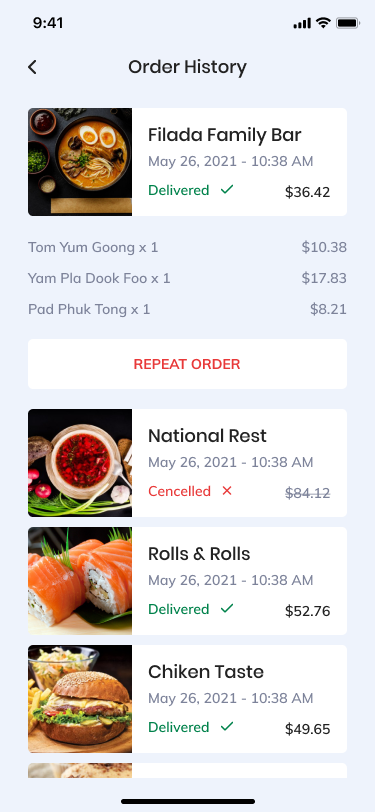 9:41
Order History
Filada Family Bar
May 26, 2021 - 10:38 AM
Delivered $36.42
Tom Yum Goong x 1 $10.38
Yam Pla Dook Foo x 1 $17.83
Pad Phuk Tong x 1 $8.21
REPEAT ORDER
National Rest
May 26, 2021 - 10:38 AM
Cencelled $84.12
Rolls & Rolls
May 26, 2021 - 10:38 AM
Delivered $52.76
Chiken Taste
May 26, 2021 - 10:38 AM
Delivered $49.65